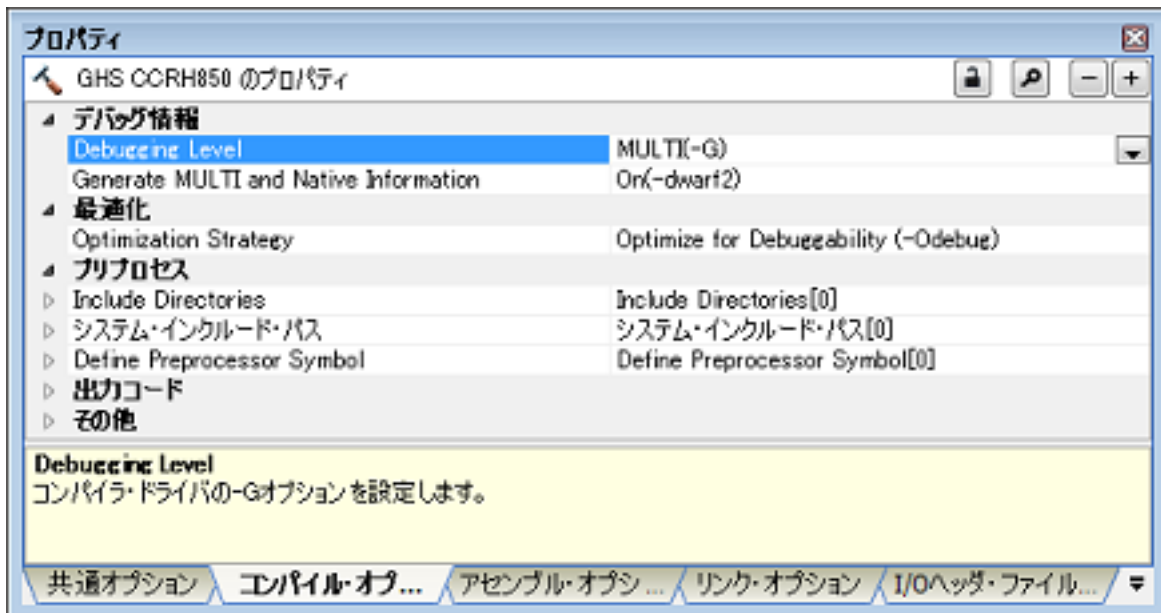 プロパティ
GHS CCRH850 のプロパティ
デバッグ情報
Debugging Level MULTI(-G)
Generate MULTI and Native Information On(-dwarf2)
最適化
Optimization Strategy Optimize for Debuggability (-Odebug)
プリプロセス
Include Directories Include Directories[0]
システム・インクルード・パス システム・インクルード・パス[0]
Define Preprocessor Symbol Define Preprocessor Symbol[0]
出力コード
その他
Debugging Level
コンパイラ・ドライバの-Gオプションを設定します。
共通オプション コンパイル・オプ... アセンブル・オプシ... リンク・オプション I/Oヘッダ・ファイル...